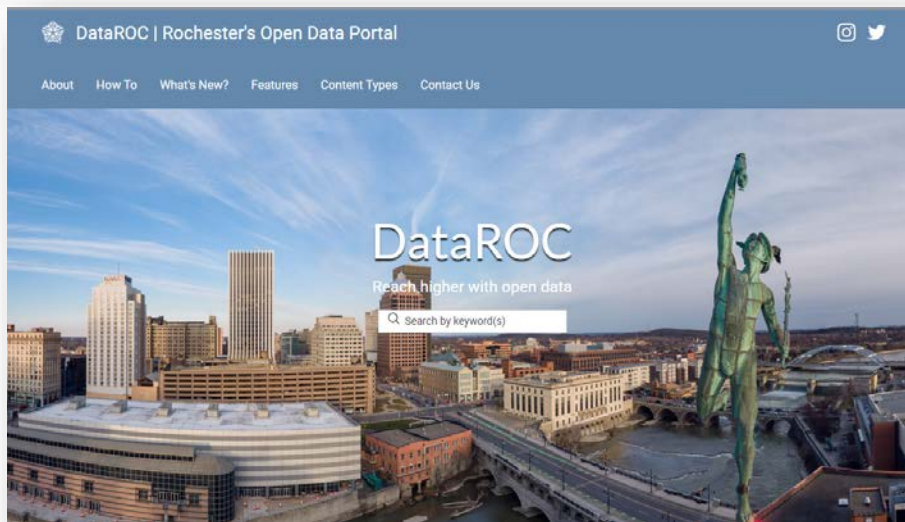 DataROC | Rochester's Open Data Portal
About How To What's New? Features Content Types Contact Us
DataROC
Reach higher with open data
Search by keyword(s)